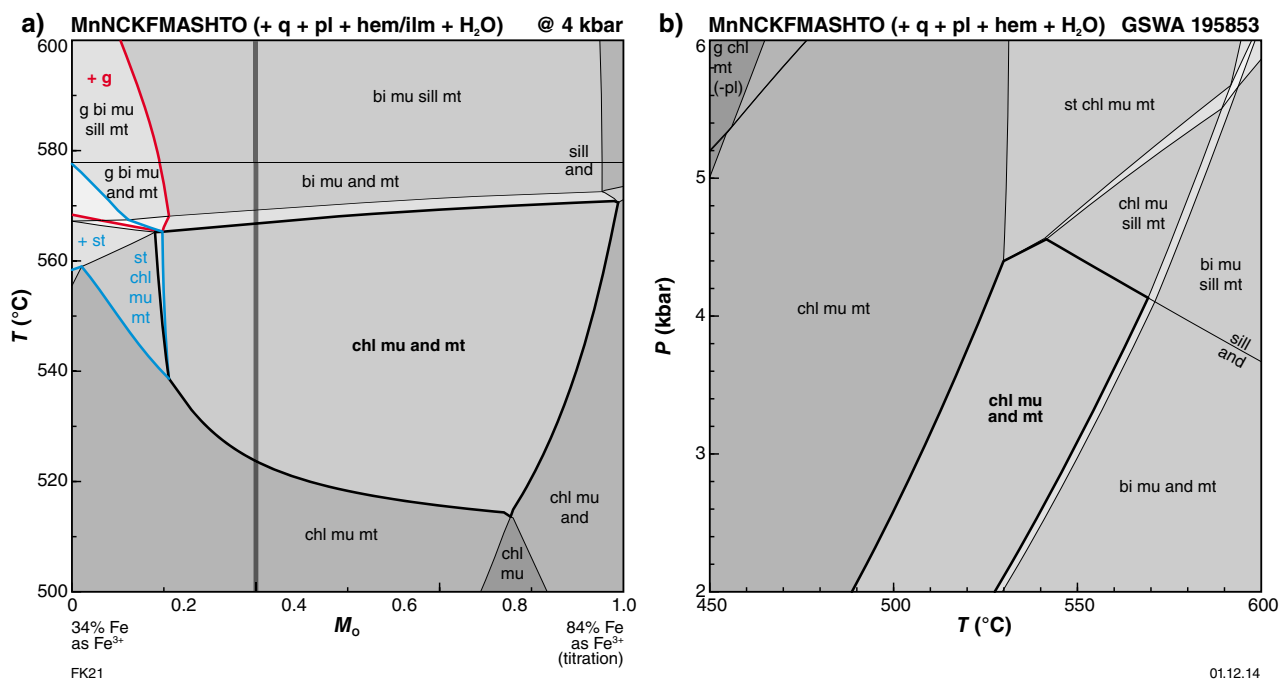 a) MnNCKFMASHTO (+ q + pl + hem/ilm + H₂O) @ 4 kbar
600
580
560
540
520
500
T (°C)
+ g
g bi mu
sill mt
g bi mu
and mt
+ st
st
chl
mu
mt
bi mu sill mt
sill
and
bi mu and mt
chl mu and mt
chl mu mt
chl mu
and
chl
mu
0
0.2
0.4
0.6
0.8
1.0
34% Fe
as Fe³⁺
Mₒ
84% Fe
as Fe³⁺
(titration)
FK21
b) MnNCKFMASHTO (+ q + pl + hem + H₂O) GSWA 195853
6
5
4
3
2
P (kbar)
g chl
mt
(-pl)
st chl mu mt
chl mu
sill mt
bi mu
sill mt
chl mu mt
sill
and
chl mu
and mt
bi mu and mt
450
500
550
600
T (°C)
01.12.14